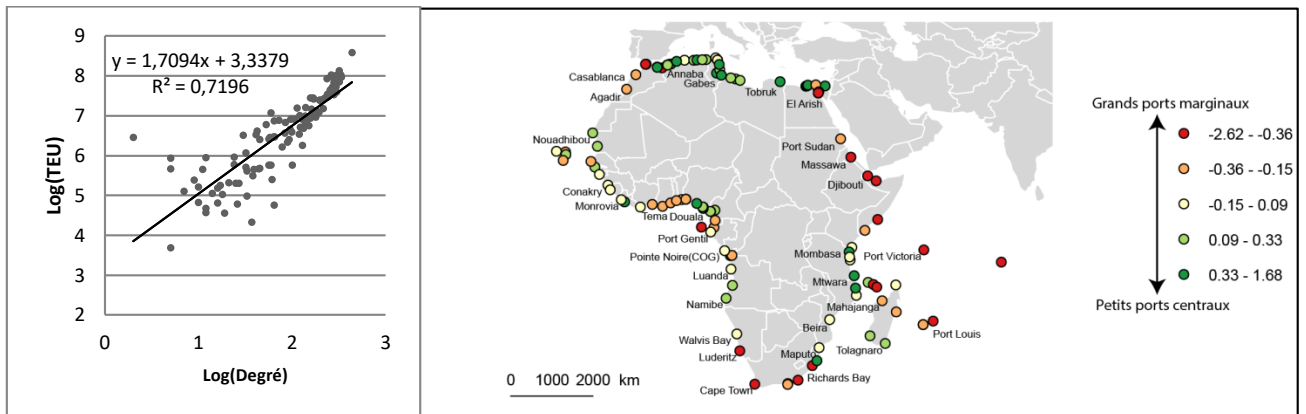 y = 1,7094x + 3,3379
R² = 0,7196
Log(TEU)
9
8
7
6
5
4
3
2
0
1
2
3
Log(Degré)
Casablanca
Agadir
Annaba
Gabes
Tobruk
El Arish
Nouadhibou
Port Sudan
Massawa
Djibouti
Conakry
Monrovia
Tema
Douala
Port Gentil
Pointe Noire(COG)
Luanda
Namibe
Mombasa
Port Victoria
Mtwara
Mahajanga
Beira
Port Louis
Walvis Bay
Luderitz
Maputo
Tolagnaro
Richards Bay
Cape Town
0 1000 2000 km
Grands ports marginaux
-2.62 - -0.36
-0.36 - -0.15
-0.15 - 0.09
0.09 - 0.33
0.33 - 1.68
Petits ports centraux